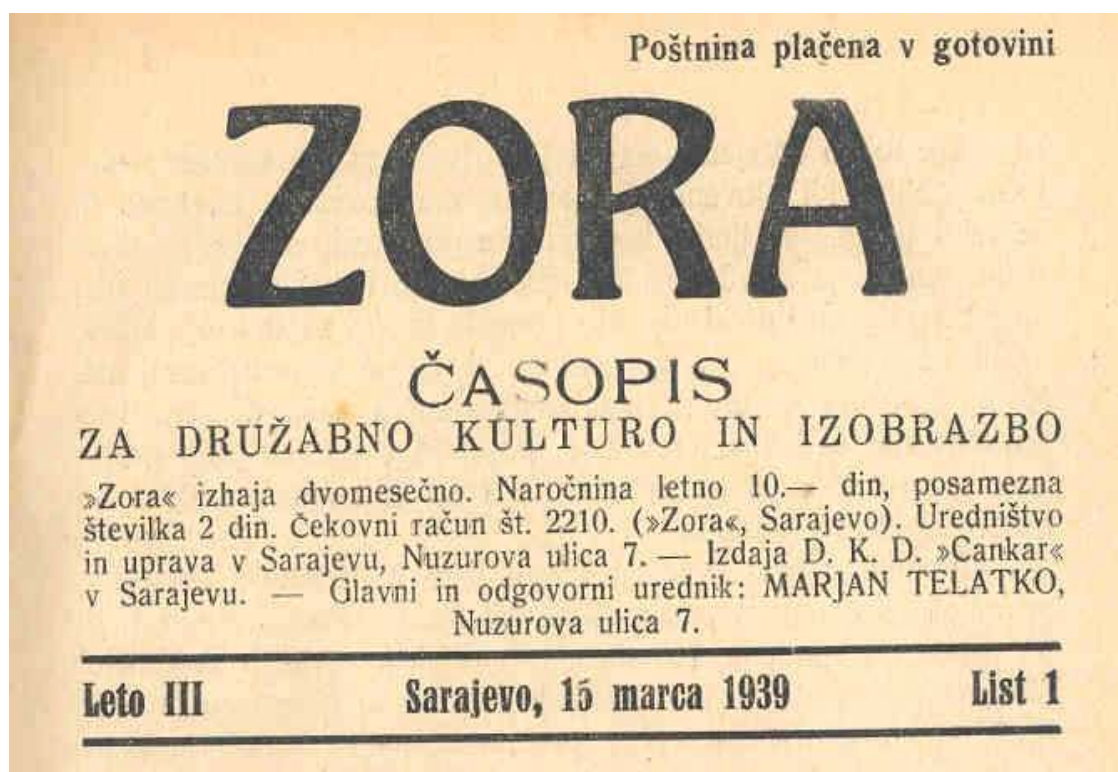 Poštnina plačena v gotovini
ZORA
ČASOPIS
ZA DRUŽABNO KULTURO IN IZOBRAZBO
»Zora« izhaja dvomesečno. Naročnina letno 10.— din, posamezna
številka 2 din. Čekovni račun št. 2210. (»Zora«, Sarajevo). Uredništvo
in uprava v Sarajevu, Nuzurova ulica 7. — Izdaja D. K. D. »Cankar«
v Sarajevu. — Glavni in odgovorni urednik: MARJAN TELATKO,
Nuzurova ulica 7.
Leto III Sarajevo, 15 marca 1939 List 1